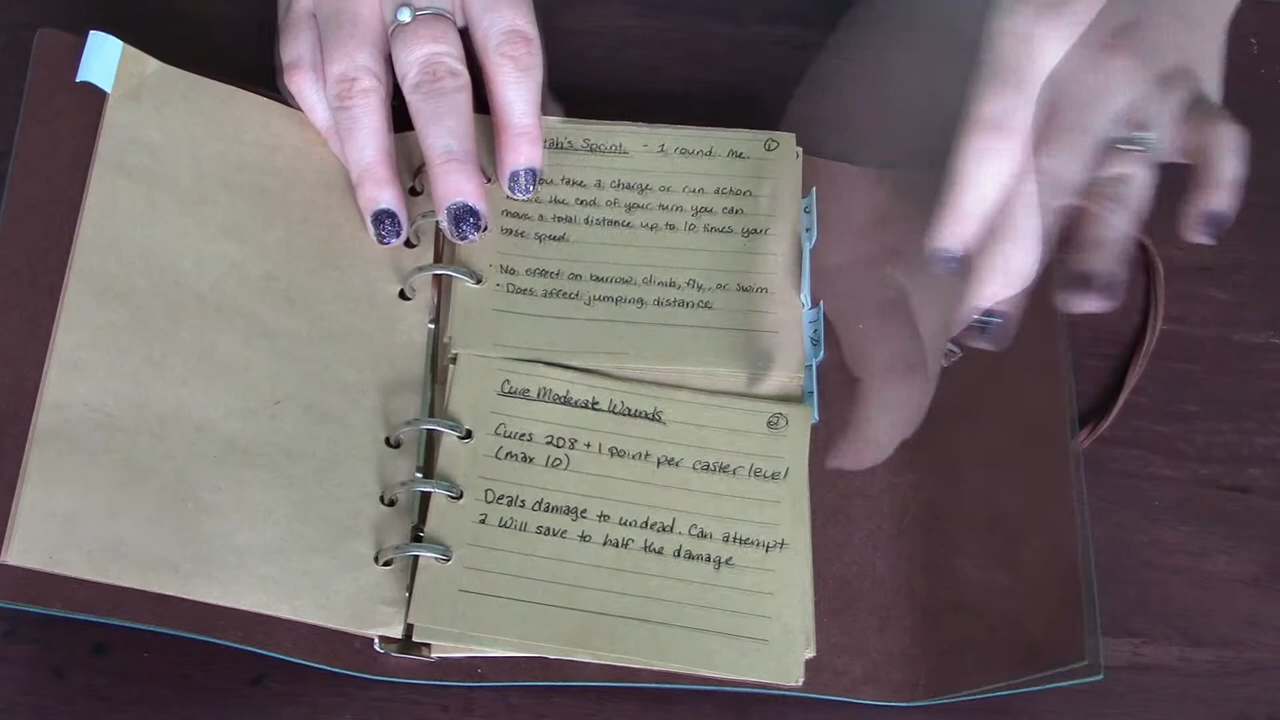 tah's Sprint. - 1 round. Me. 1
ou take a charge or run action
the end of your turn you can
move a total distance up to 10 times your
base speed.
• No effect on burrow, climb, fly, or swim
• Does affect jumping distance
Cure Moderate Wounds 2
Cures 2D8 + 1 point per caster level
(max 10)
Deals damage to undead. Can attempt
a Will save to half the damage